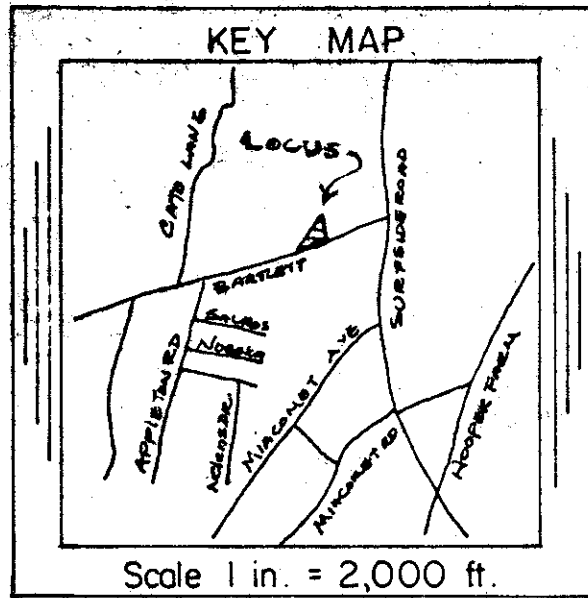 KEY MAP
LOCUS
CATO LANE
SURFSIDE ROAD
BARTLETT
APPLETON RD
MIACOMET AVE
MIACOMET RD
HOOPER FARM
Scale 1 in. = 2,000 ft.